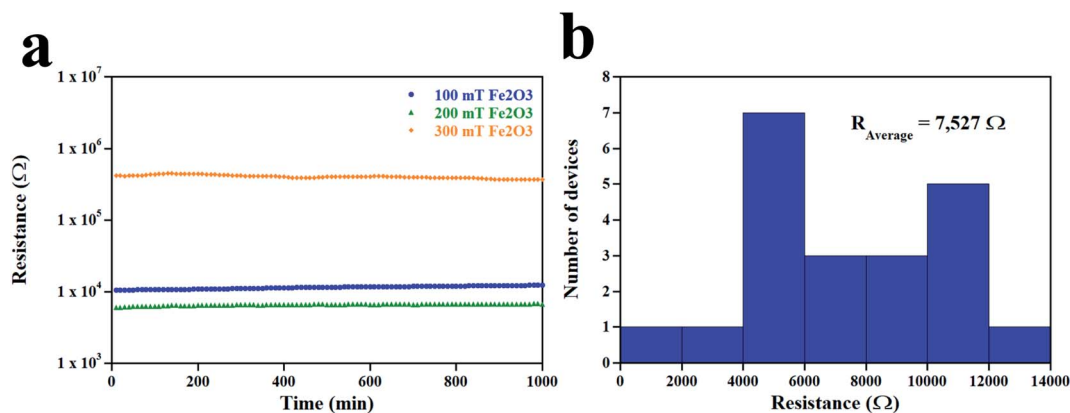 a
1 x 10^7
1 x 10^6
1 x 10^5
1 x 10^4
1 x 10^3
Resistance (Ω)
100 mT Fe2O3
200 mT Fe2O3
300 mT Fe2O3
0 200 400 600 800 1000
Time (min)
b
8
7
6
5
4
3
2
1
0
Number of devices
R_Average = 7,527 Ω
0 2000 4000 6000 8000 10000 12000 14000
Resistance (Ω)